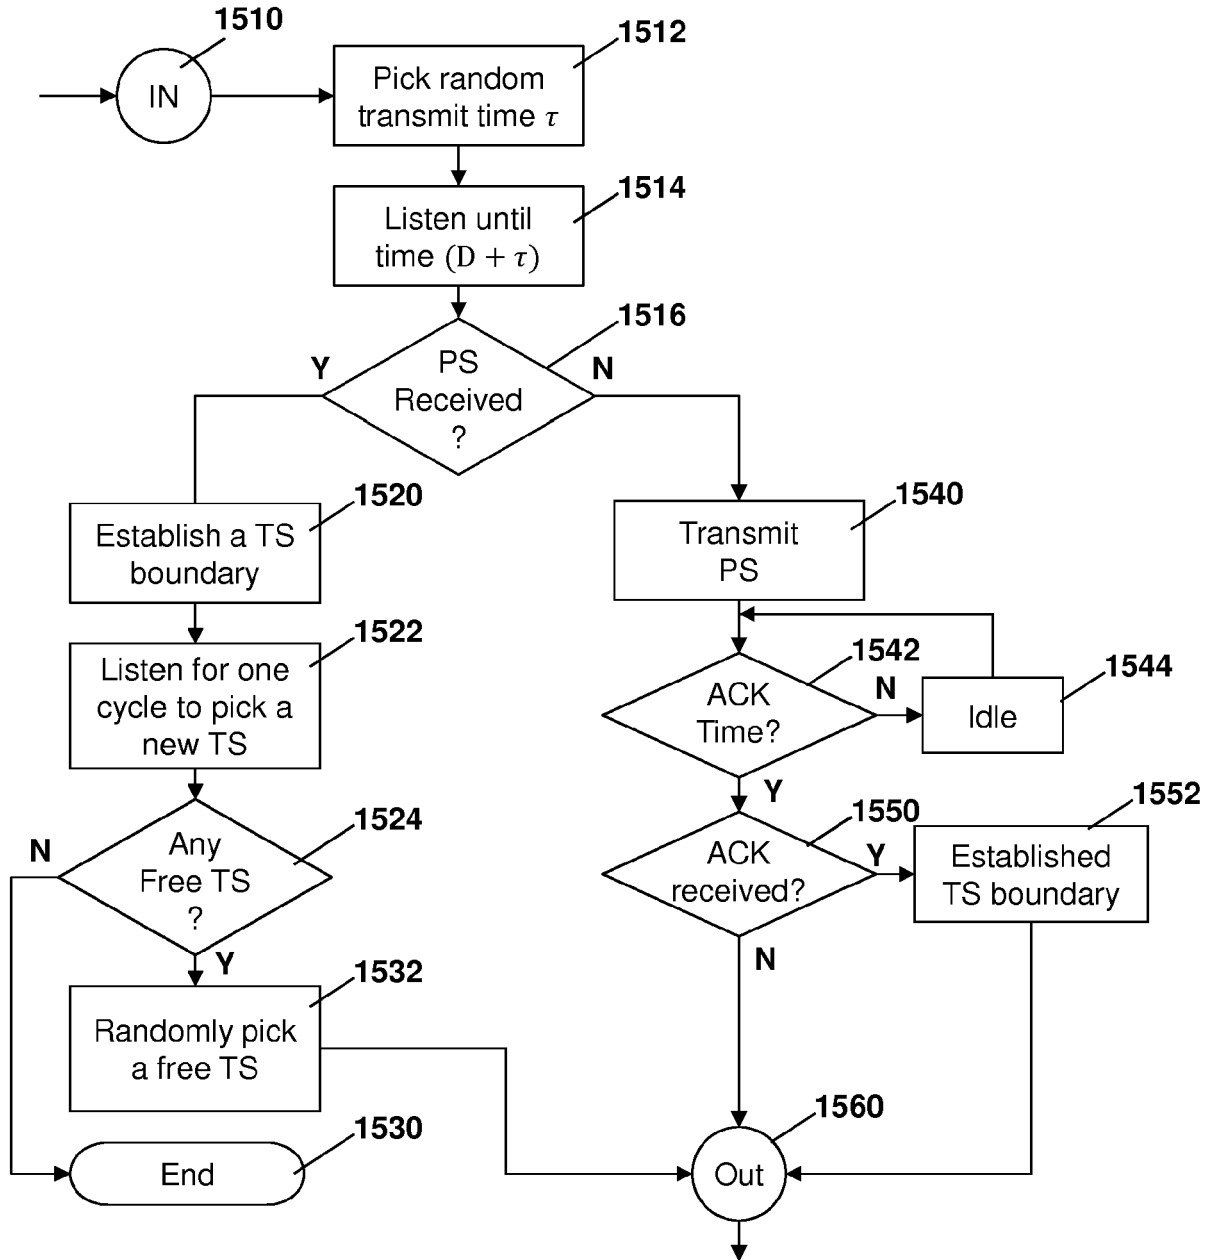 1510
IN
1512
Pick random
transmit time τ
1514
Listen until
time (D + τ)
1516
PS
Received
?
Y
N
1520
Establish a TS
boundary
1522
Listen for one
cycle to pick a
new TS
1524
Any
Free TS
?
N
Y
1532
Randomly pick
a free TS
1530
End
1540
Transmit
PS
1542
ACK
Time?
N
1544
Idle
Y
1550
ACK
received?
Y
1552
Established
TS boundary
N
1560
Out